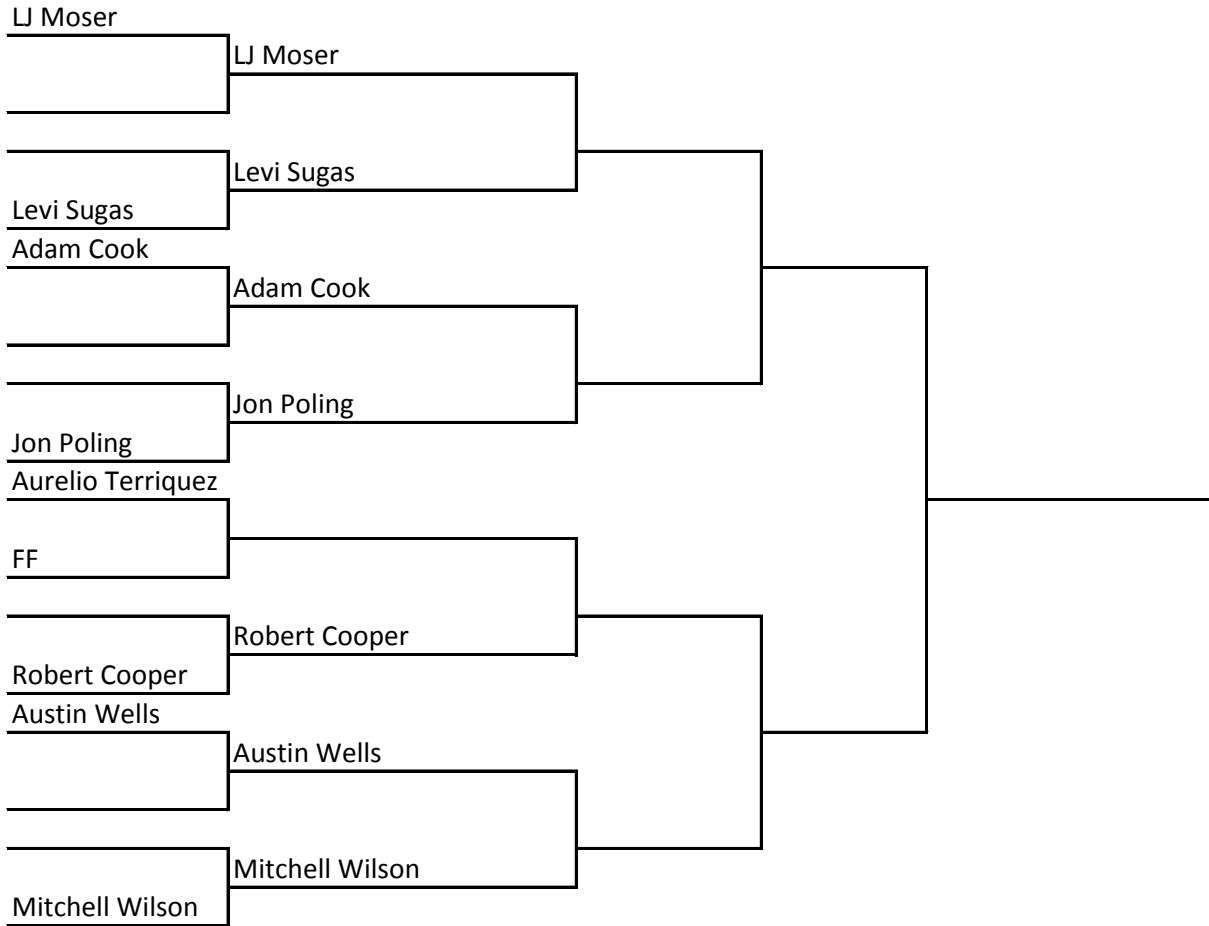 LJ Moser
LJ Moser
Levi Sugas
Levi Sugas
Adam Cook
Adam Cook
Jon Poling
Jon Poling
Aurelio Terriquez
FF
Robert Cooper
Robert Cooper
Austin Wells
Austin Wells
Mitchell Wilson
Mitchell Wilson